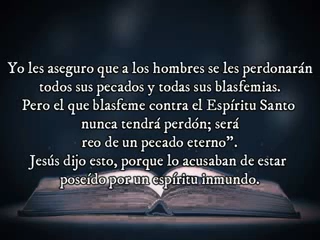 Yo les aseguro que a los hombres se les perdonarán
todos sus pecados y todas sus blasfemias.
Pero el que blasfeme contra el Espíritu Santo
nunca tendrá perdón; será
reo de un pecado eterno”.
Jesús dijo esto, porque lo acusaban de estar
poseído por un espíritu inmundo.